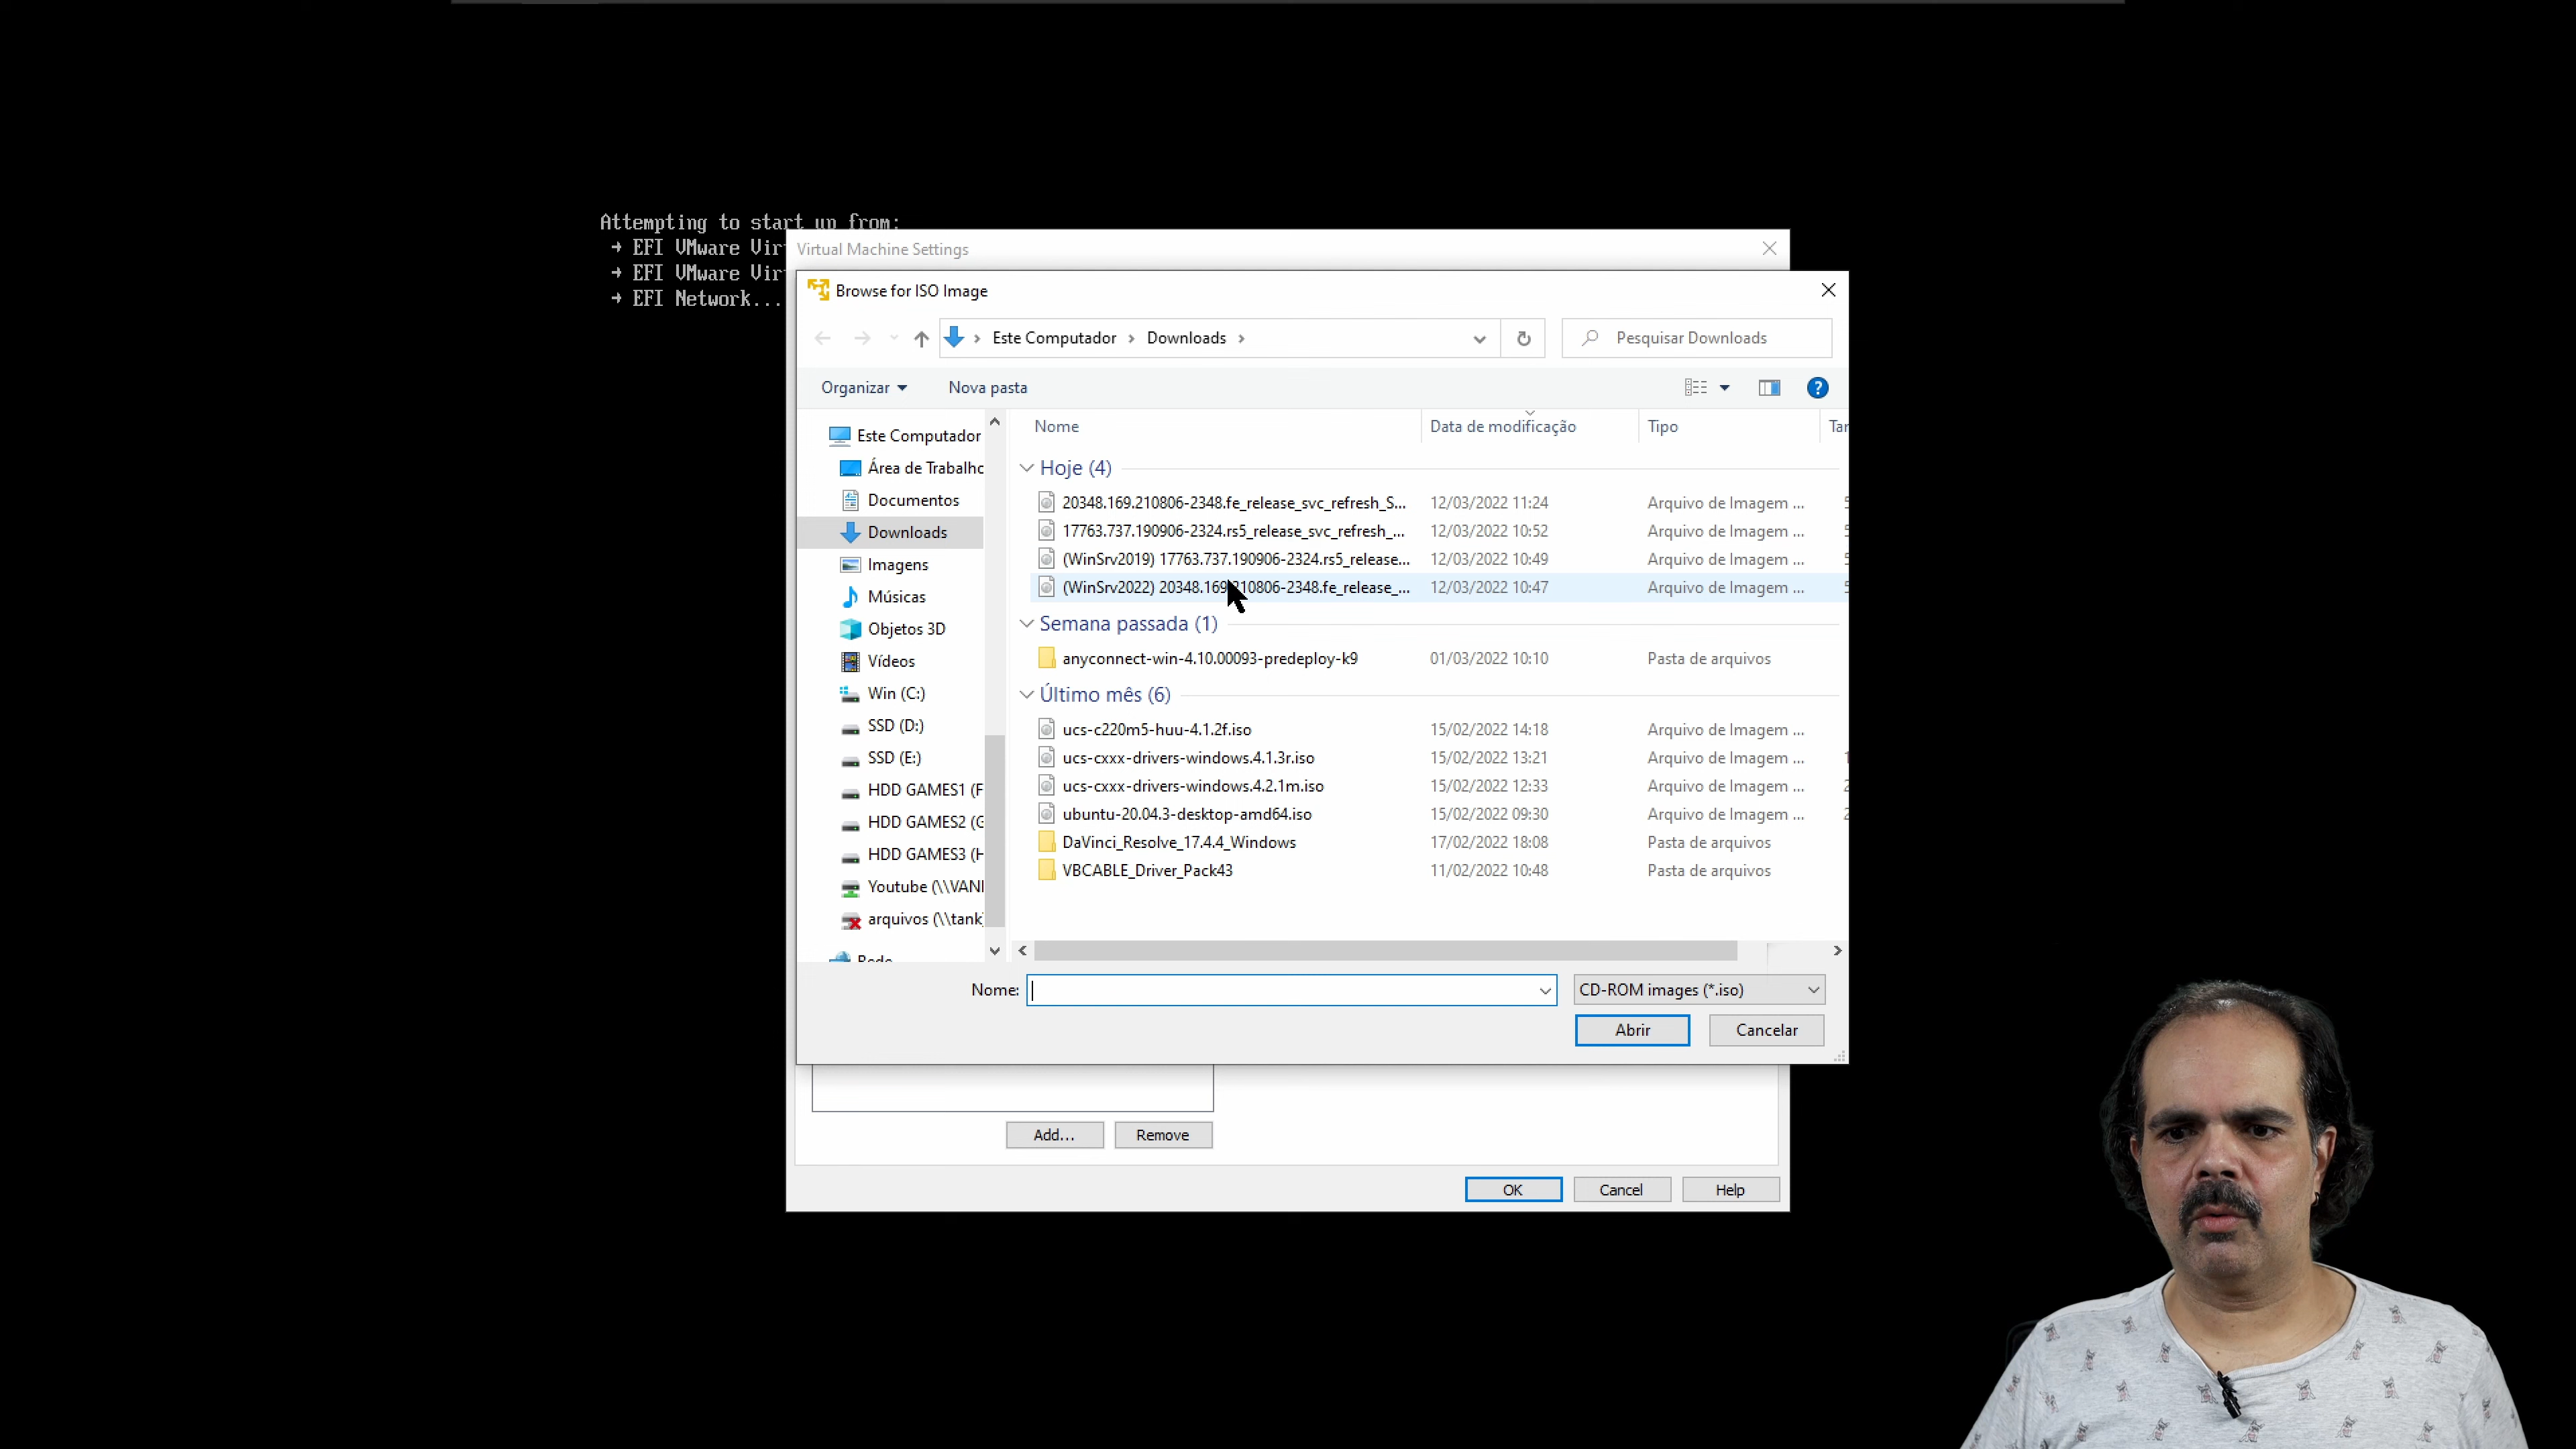 Attempting to start up from:
→ EFI VMware Vir
→ EFI VMware Vir
→ EFI Network...
Virtual Machine Settings
Browse for ISO Image
Este Computador > Downloads >
Pesquisar Downloads
Organizar
Nova pasta
Nome Data de modificação Tipo
Este Computador
Área de Trabalho
Documentos
Downloads
Imagens
Músicas
Objetos 3D
Vídeos
Win (C:)
SSD (D:)
SSD (E:)
HDD GAMES1 (F
HDD GAMES2 (G
HDD GAMES3 (H
Youtube (\\VANI
arquivos (\\tank
Rede
Hoje (4)
20348.169.210806-2348.fe_release_svc_refresh_S... 12/03/2022 11:24 Arquivo de Imagem ...
17763.737.190906-2324.rs5_release_svc_refresh_... 12/03/2022 10:52 Arquivo de Imagem ...
(WinSrv2019) 17763.737.190906-2324.rs5_release... 12/03/2022 10:49 Arquivo de Imagem ...
(WinSrv2022) 20348.169.210806-2348.fe_release_... 12/03/2022 10:47 Arquivo de Imagem ...
Semana passada (1)
anyconnect-win-4.10.00093-predeploy-k9 01/03/2022 10:10 Pasta de arquivos
Último mês (6)
ucs-c220m5-huu-4.1.2f.iso 15/02/2022 14:18 Arquivo de Imagem ...
ucs-cxxx-drivers-windows.4.1.3r.iso 15/02/2022 13:21 Arquivo de Imagem ...
ucs-cxxx-drivers-windows.4.2.1m.iso 15/02/2022 12:33 Arquivo de Imagem ...
ubuntu-20.04.3-desktop-amd64.iso 15/02/2022 09:30 Arquivo de Imagem ...
DaVinci_Resolve_17.4.4_Windows 17/02/2022 18:08 Pasta de arquivos
VBCABLE_Driver_Pack43 11/02/2022 10:48 Pasta de arquivos
Nome:
CD-ROM images (*.iso)
Abrir
Cancelar
Add...
Remove
OK
Cancel
Help